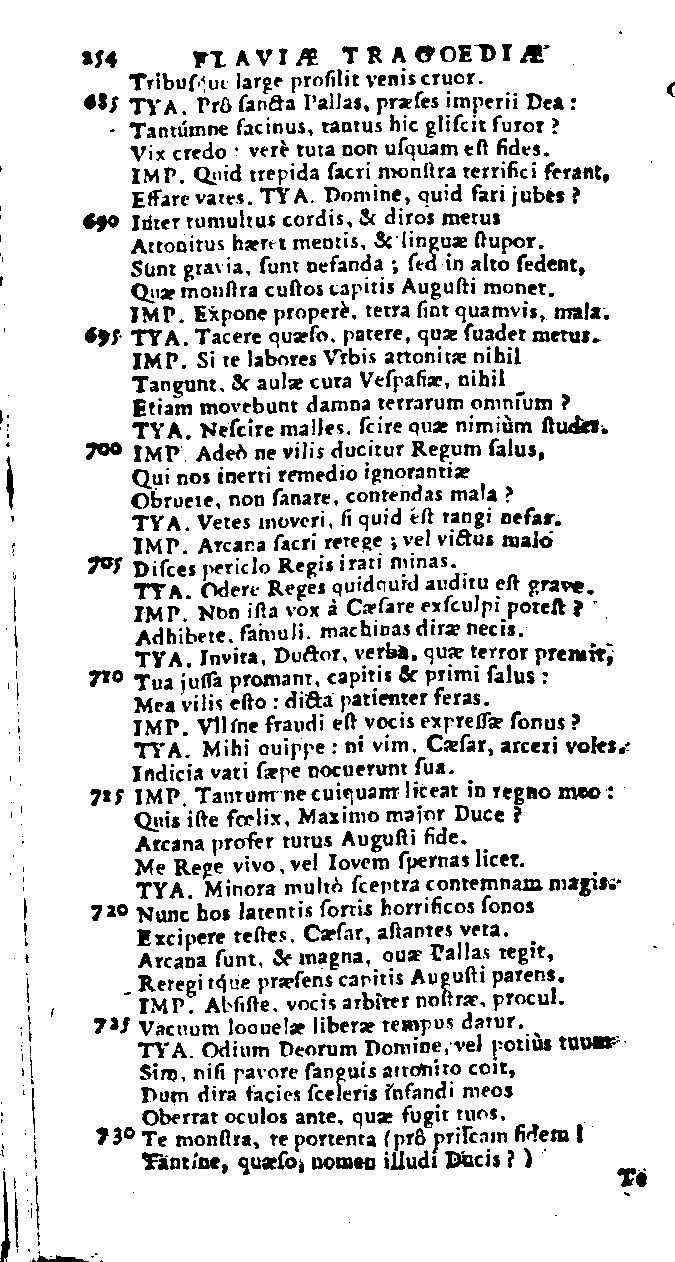 254 FLAVIÆ TRAGOEDIÆ
Tribuſque large proſilit venis cruor.
685 TYA. Prô ſancta Pallas, præſes imperii Dea :
Tantúmne facinus, tantus hic gliſcit furor ?
Vix credo : verè tuta non uſquam eſt fides.
IMP. Quid trepida ſacri monſtra terrifici ferant,
Effare vates. TYA. Domine, quid fari jubes ?
690 Inter tumultus cordis, & diros metus
Attonitus hæret mentis, & linguæ ſtupor.
Sunt gravia, ſunt nefanda ; ſed in alto ſedent,
Quæ monſtra cuſtos capitis Auguſti monet.
IMP. Expone properè, tetra ſint quamvis, mala.
695 TYA. Tacere quæſo, patere, quæ ſuadet metus.
IMP. Si te labores Vrbis attonitæ nihil
Tangunt, & aulæ cura Veſpaſiæ, nihil
Etiam movebunt damna terrarum omnium ?
TYA. Neſcire malles, ſcire quæ nimiùm ſtudes.
700 IMP. Adeò ne vilis ducitur Regum ſalus,
Qui nos inerti remedio ignorantiæ
Obruere, non ſanare, contendas mala ?
TYA. Vetes moveri, ſi quid éſt tangi nefas.
IMP. Arcana ſacri retege ; vel victus malo
705 Diſces periclo Regis irati minas.
TYA. Odere Reges quidquid auditu eſt grave.
IMP. Non iſta vox à Cæſare exſculpi poteſt ?
Adhibete, famuli, machinas diræ necis.
TYA. Invita, Ductor, verba, quæ terror premit,
710 Tua juſſa promant, capitis & primi ſalus :
Mea vilis eſto : dicta patienter feras.
IMP. Vllſne fraudi eſt vocis expreſſæ ſonus ?
TYA. Mihi quippe : ni vim, Cæſar, arceri voles.
Indicia vati ſæpe nocuerunt ſua.
715 IMP. Tantum ne cuiquam liceat in regno meo :
Quis iſte fœlix, Maximo major Duce ?
Arcana profer tutus Auguſti fide.
Me Rege vivo, vel Iovem ſpernas licet.
TYA. Minora multò ſceptra contemnam magis.
720 Nunc hos latentis ſortis horrificos ſonos
Excipere teſtes, Cæſar, aſtantes veta.
Arcana ſunt, & magna, quæ Pallas tegit,
Retegitque præſens capitis Auguſti parens.
IMP. Abſiſte, vocis arbiter noſtræ, procul.
725 Vacuum loquelæ liberæ tempus datur.
TYA. Odium Deorum Domine, vel potiùs tuum
Sim, niſi pavore ſanguis attonito coit,
Dum dira facies ſceleris infandi meos
Oberrat oculos ante, quæ fugit tuos.
730 Te monſtra, te portenta (prô priſcam fidem !
Tantíne, quæſo, nomen illudi Ducis ? )
Te